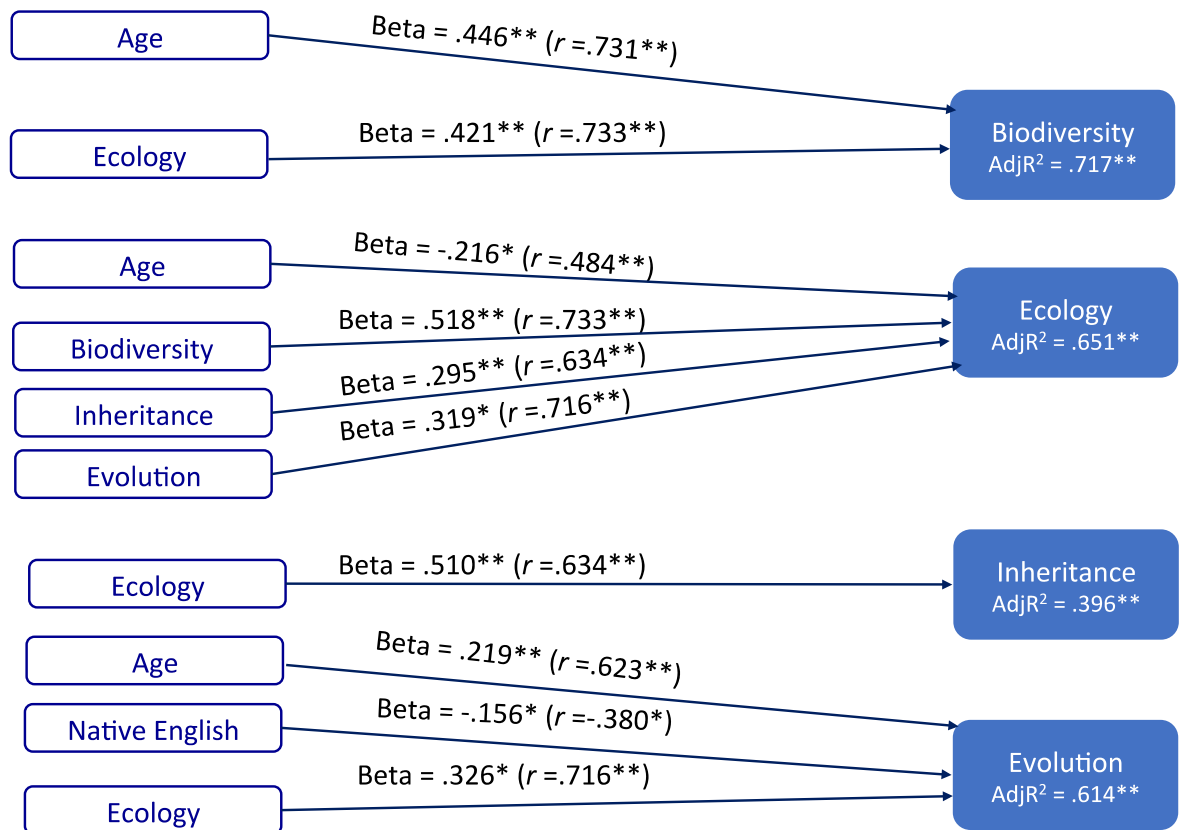 Age
Beta = .446** (r =.731**)
Ecology
Beta = .421** (r =.733**)
Biodiversity
AdjR² = .717**
Age
Beta = -.216* (r =.484**)
Biodiversity
Beta = .518** (r =.733**)
Inheritance
Beta = .295** (r =.634**)
Evolution
Beta = .319* (r =.716**)
Ecology
AdjR² = .651**
Ecology
Beta = .510** (r =.634**)
Inheritance
AdjR² = .396**
Age
Beta = .219** (r =.623**)
Native English
Beta = -.156* (r =-.380*)
Ecology
Beta = .326* (r =.716**)
Evolution
AdjR² = .614**